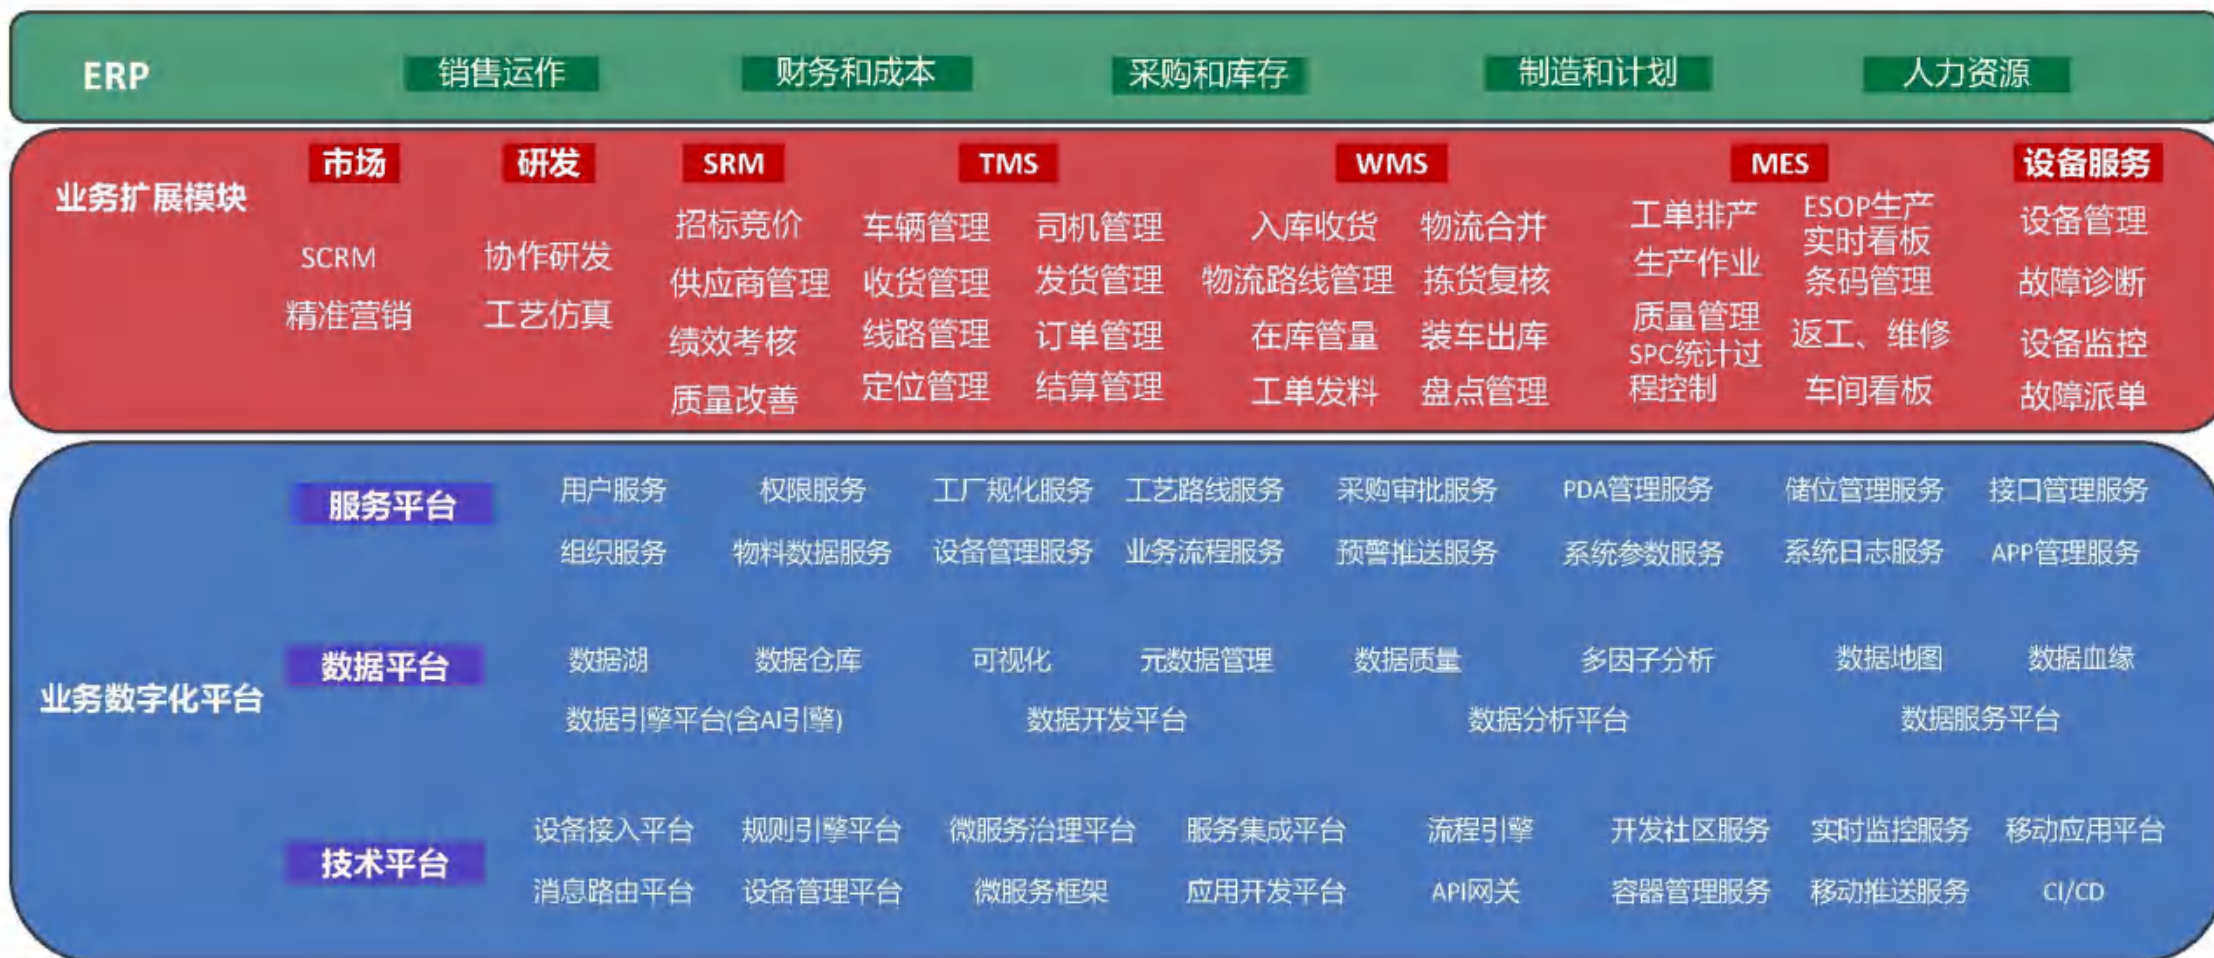 ERP 销售运作 财务和成本 采购和库存 制造和计划 人力资源
业务扩展模块
市场
SCRM
精准营销
研发
协作研发
工艺仿真
SRM
招标竞价
供应商管理
绩效考核
质量改善
TMS
车辆管理 司机管理
收货管理 发货管理
线路管理 订单管理
定位管理 结算管理
WMS
入库收货 物流合并
物流路线管理 拣货复核
在库管量 装车出库
工单发料 盘点管理
MES
工单排产
生产作业
质量管理
SPC统计过
程控制
ESOP生产
实时看板
条码管理
返工、维修
车间看板
设备服务
设备管理
故障诊断
设备监控
故障派单
业务数字化平台
服务平台
用户服务 权限服务 工厂规化服务 工艺路线服务 采购审批服务 PDA管理服务 储位管理服务 接口管理服务
组织服务 物料数据服务 设备管理服务 业务流程服务 预警推送服务 系统参数服务 系统日志服务 APP管理服务
数据平台
数据湖 数据仓库 可视化 元数据管理 数据质量 多因子分析 数据地图 数据血缘
数据引擎平台(含AI引擎) 数据开发平台 数据分析平台 数据服务平台
技术平台
设备接入平台 规则引擎平台 微服务治理平台 服务集成平台 流程引擎 开发社区服务 实时监控服务 移动应用平台
消息路由平台 设备管理平台 微服务框架 应用开发平台 API网关 容器管理服务 移动推送服务 CI/CD